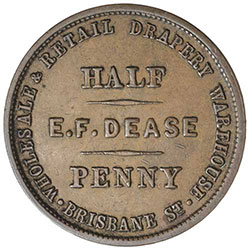 WHOLESALE & RETAIL DRAPERY WAREHOUSE
HALF
E.F. DEASE
PENNY
· BRISBANE ST. ·